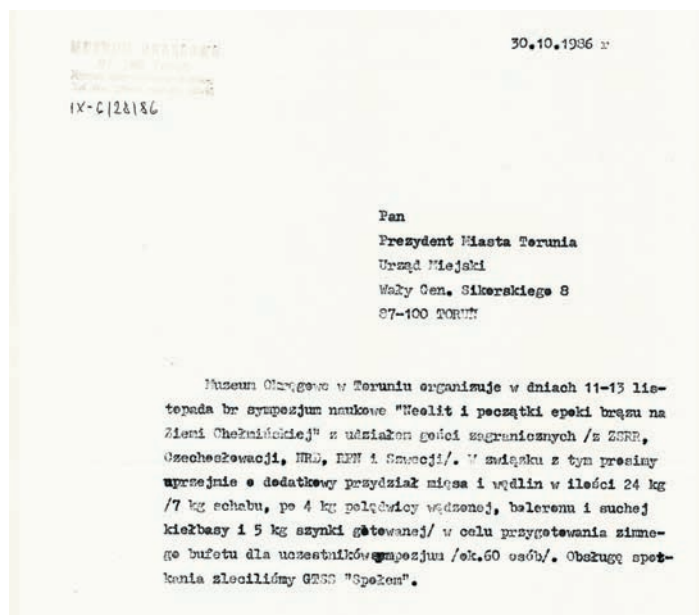 30.10.1986 r
MUZEUM OKRĘGOWE
IX-C/28/86
Pan
Prezydent Miasta Torunia
Urząd Miejski
Wały Gen. Sikorskiego 8
87-100 TORUŃ
Muzeum Okręgowe w Toruniu organizuje w dniach 11-13 lis-
topada br sympozjum naukowe "Neolit i początki epoki brązu na
Ziemi Chełmińskiej" z udziałem gości zagranicznych /z ZSRR,
Czechosłowacji, NRD, RFN i Szwecji/. W związku z tym prosimy
uprzejmie o dodatkowy przydział mięsa i wędlin w ilości 24 kg
/7 kg schabu, po 4 kg polędwicy wędzonej, baleronu i suchej
kiełbasy i 5 kg szynki gotowanej/ w celu przygotowania zimne-
go bufetu dla uczestników sympozjum /ok.60 osób/. Obsługę spot-
kania zleciliśmy GTSS "Społem".